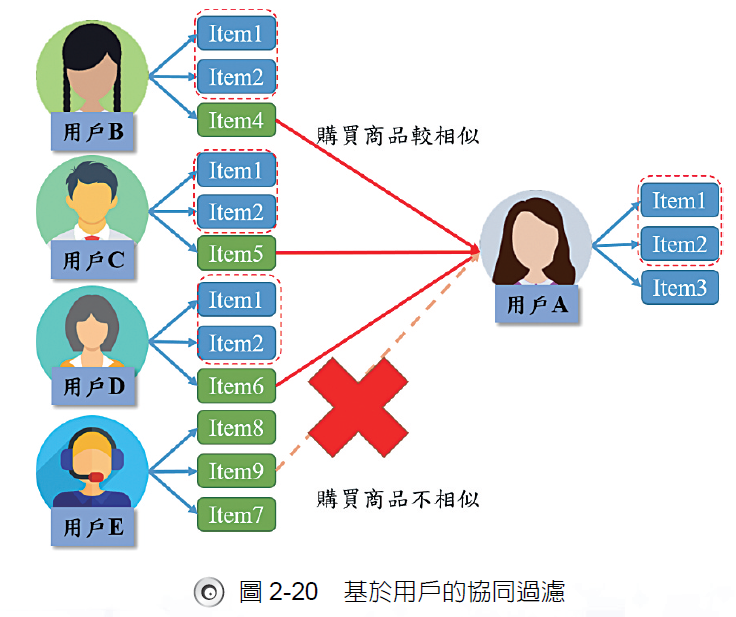 Item1
Item2
Item4
用戶B
Item1
Item2
Item5
用戶C
Item1
Item2
Item6
用戶D
Item8
Item9
Item7
用戶E
購買商品較相似
購買商品不相似
用戶A
Item1
Item2
Item3
圖 2-20 基於用戶的協同過濾